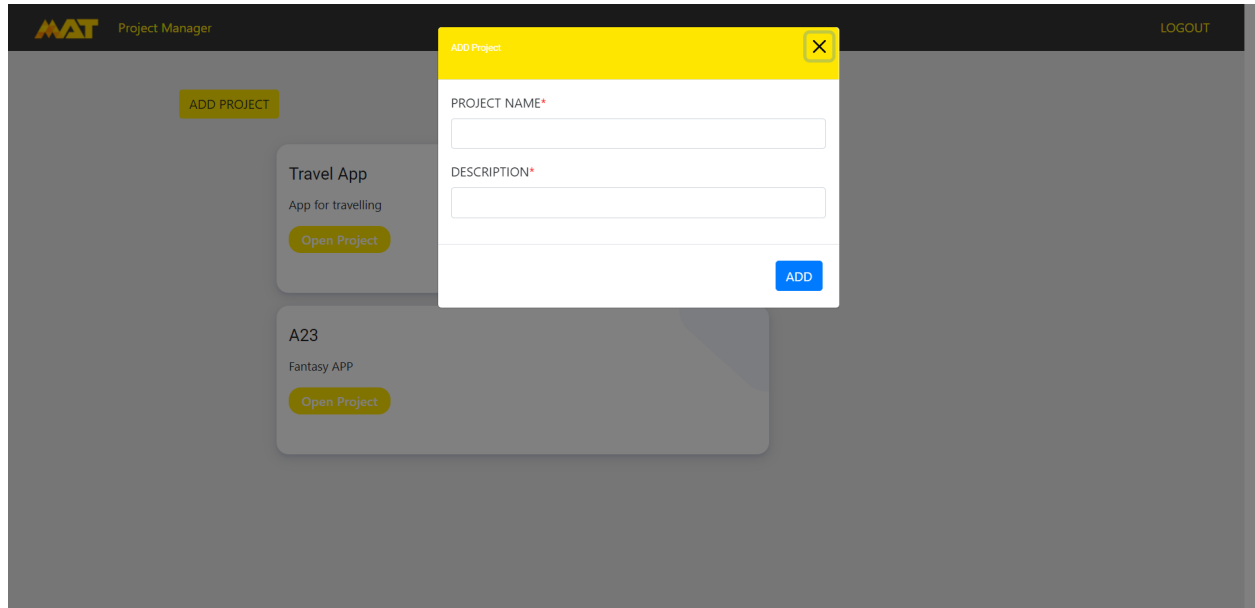 MAT Project Manager LOGOUT
ADD Project
ADD PROJECT
PROJECT NAME*
DESCRIPTION*
ADD
Travel App
App for travelling
Open Project
A23
Fantasy APP
Open Project